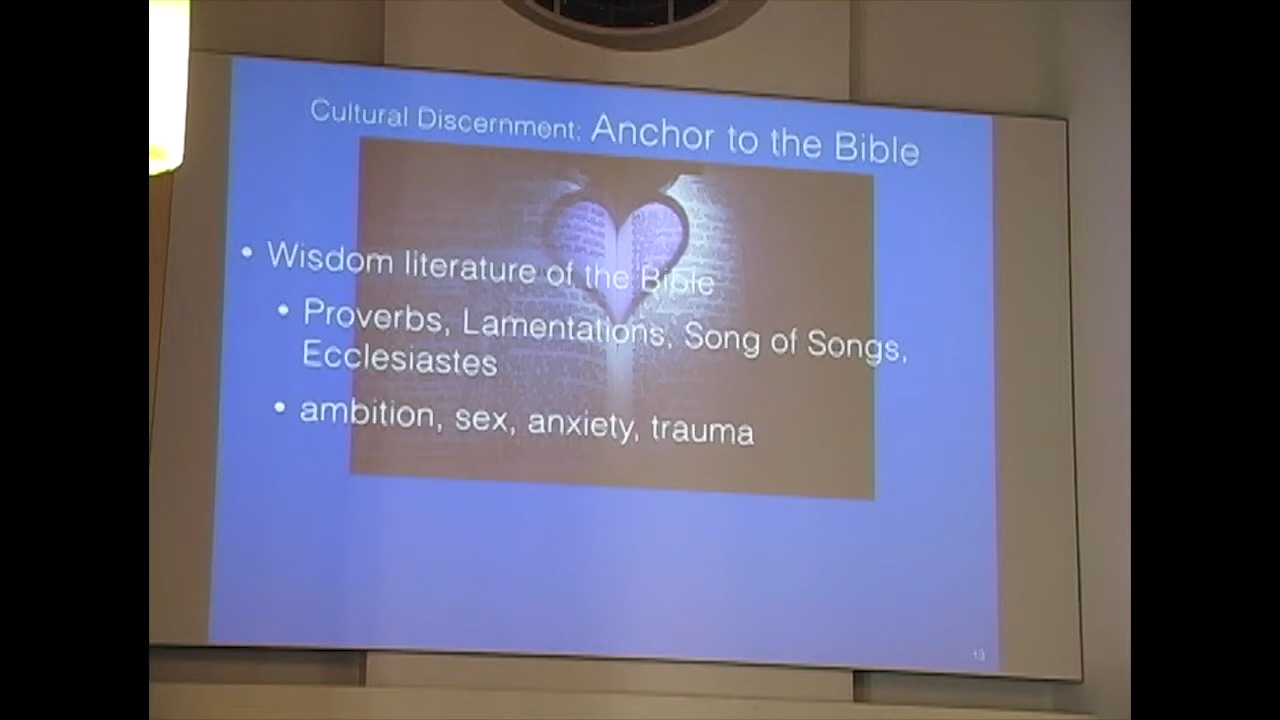 Cultural Discernment: Anchor to the Bible
• Wisdom literature of the Bible
• Proverbs, Lamentations, Song of Songs,
Ecclesiastes
• ambition, sex, anxiety, trauma
13